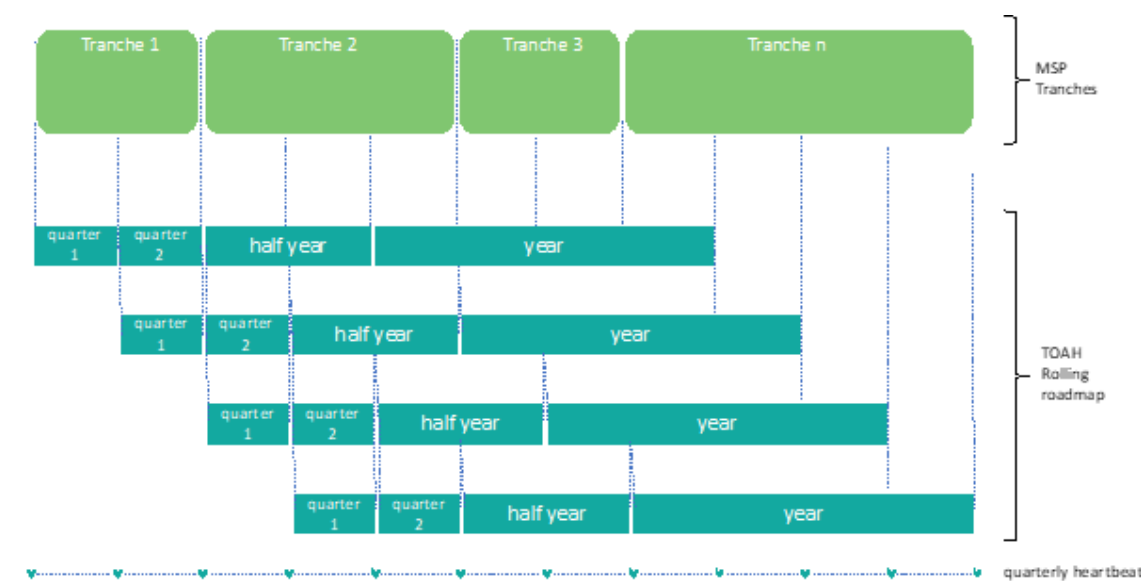 Tranche 1
Tranche 2
Tranche 3
Tranche n
MSP
Tranches
quarter
1
quarter
2
half year
year
quarter
1
quarter
2
half year
year
TOAH
Rolling
roadmap
quarter
1
quarter
2
half year
year
quarter
1
quarter
2
half year
year
quarterly heartbeat